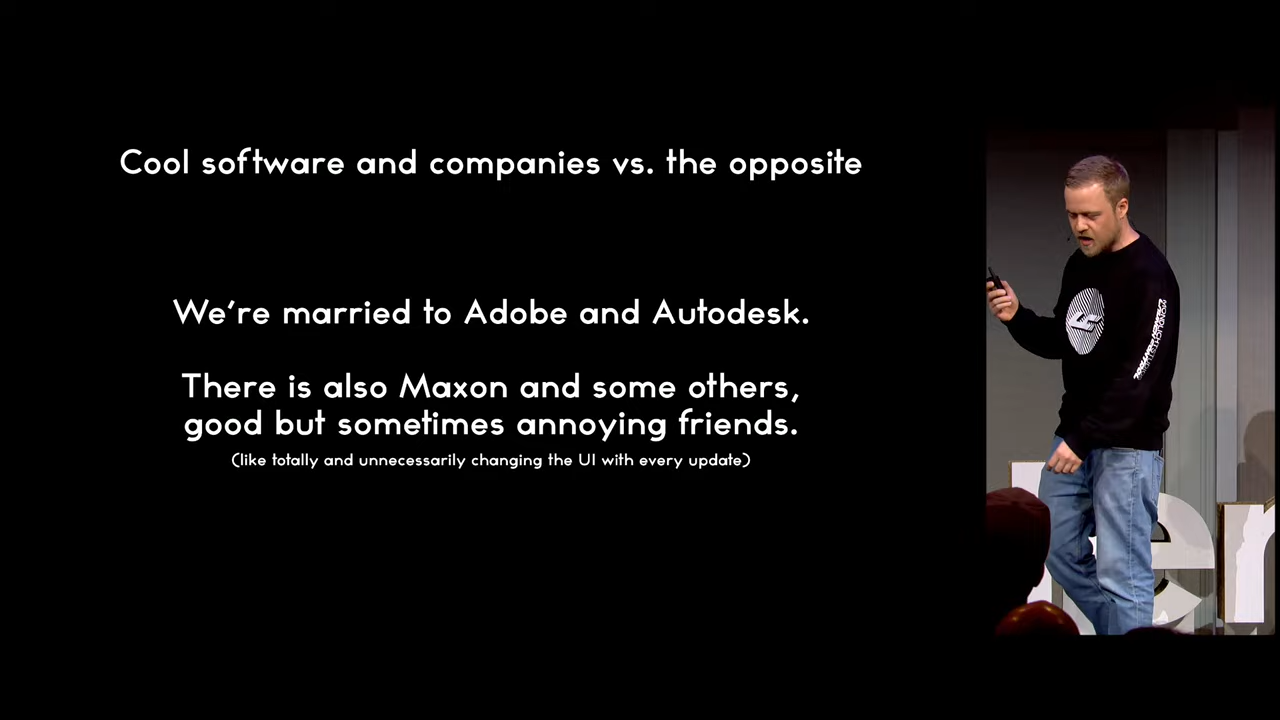 Cool software and companies vs. the opposite
We're married to Adobe and Autodesk.
There is also Maxon and some others,
good but sometimes annoying friends.
(like totally and unnecessarily changing the UI with every update)
er